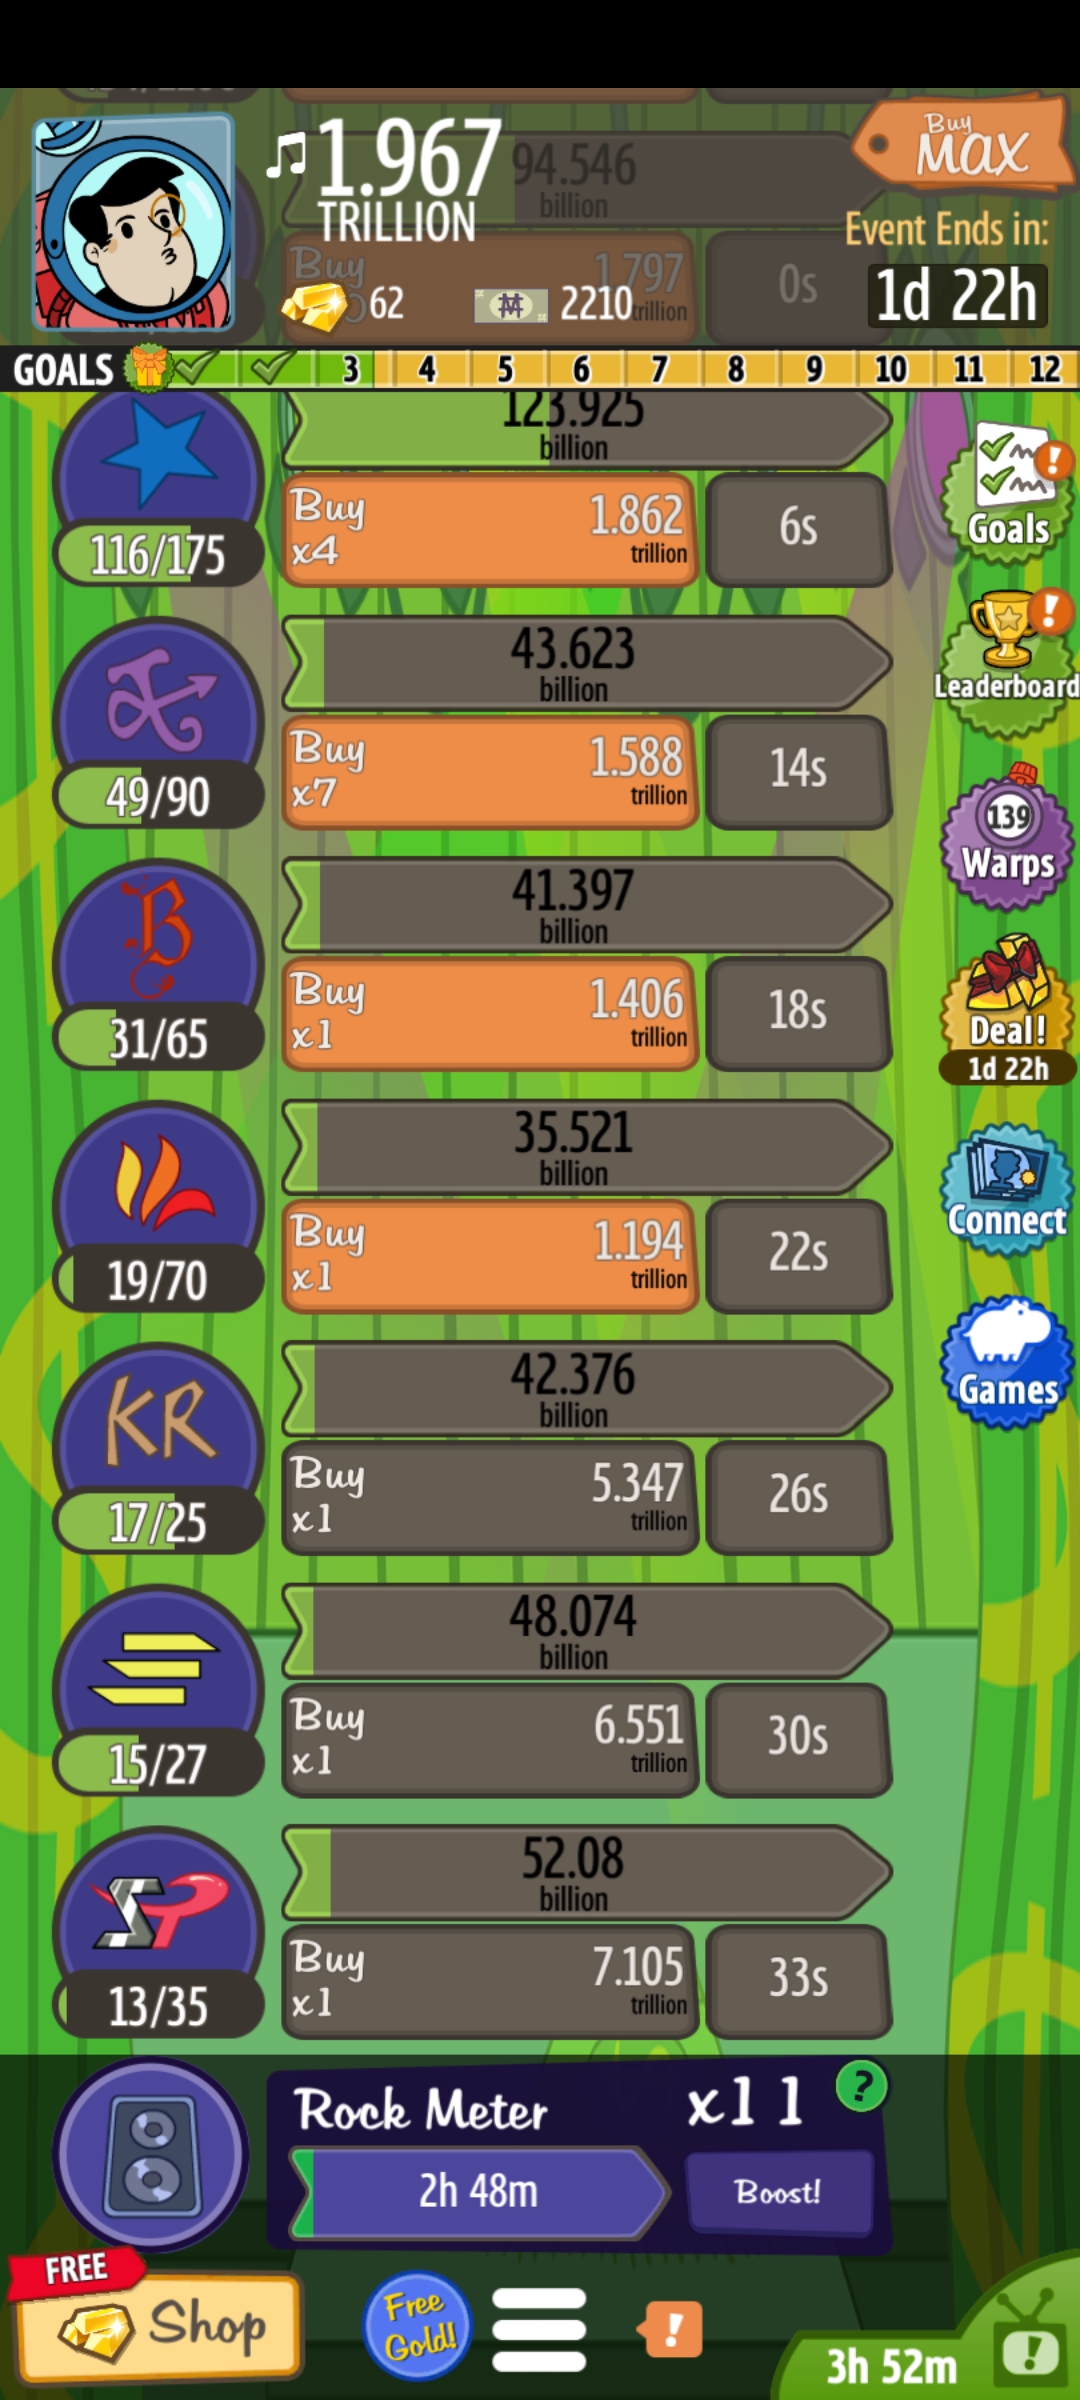 1.967
TRILLION
94.546
billion
Buy
MAX
Event Ends in:
1d 22h
Buy
1.797
trillion
0s
62
2210
GOALS
3 4 5 6 7 8 9 10 11 12
123.925
billion
116/175
Buy
x4
1.862
trillion
6s
Goals
43.623
billion
49/90
Buy
x7
1.588
trillion
14s
Leaderboard
41.397
billion
31/65
Buy
x1
1.406
trillion
18s
139
Warps
Deal!
1d 22h
35.521
billion
19/70
Buy
x1
1.194
trillion
22s
Connect
42.376
billion
KR
17/25
Buy
x1
5.347
trillion
26s
Games
48.074
billion
15/27
Buy
x1
6.551
trillion
30s
52.08
billion
SP
13/35
Buy
x1
7.105
trillion
33s
Rock Meter
x11
?
2h 48m
Boost!
FREE
Shop
Free
Gold!
!
3h 52m
!